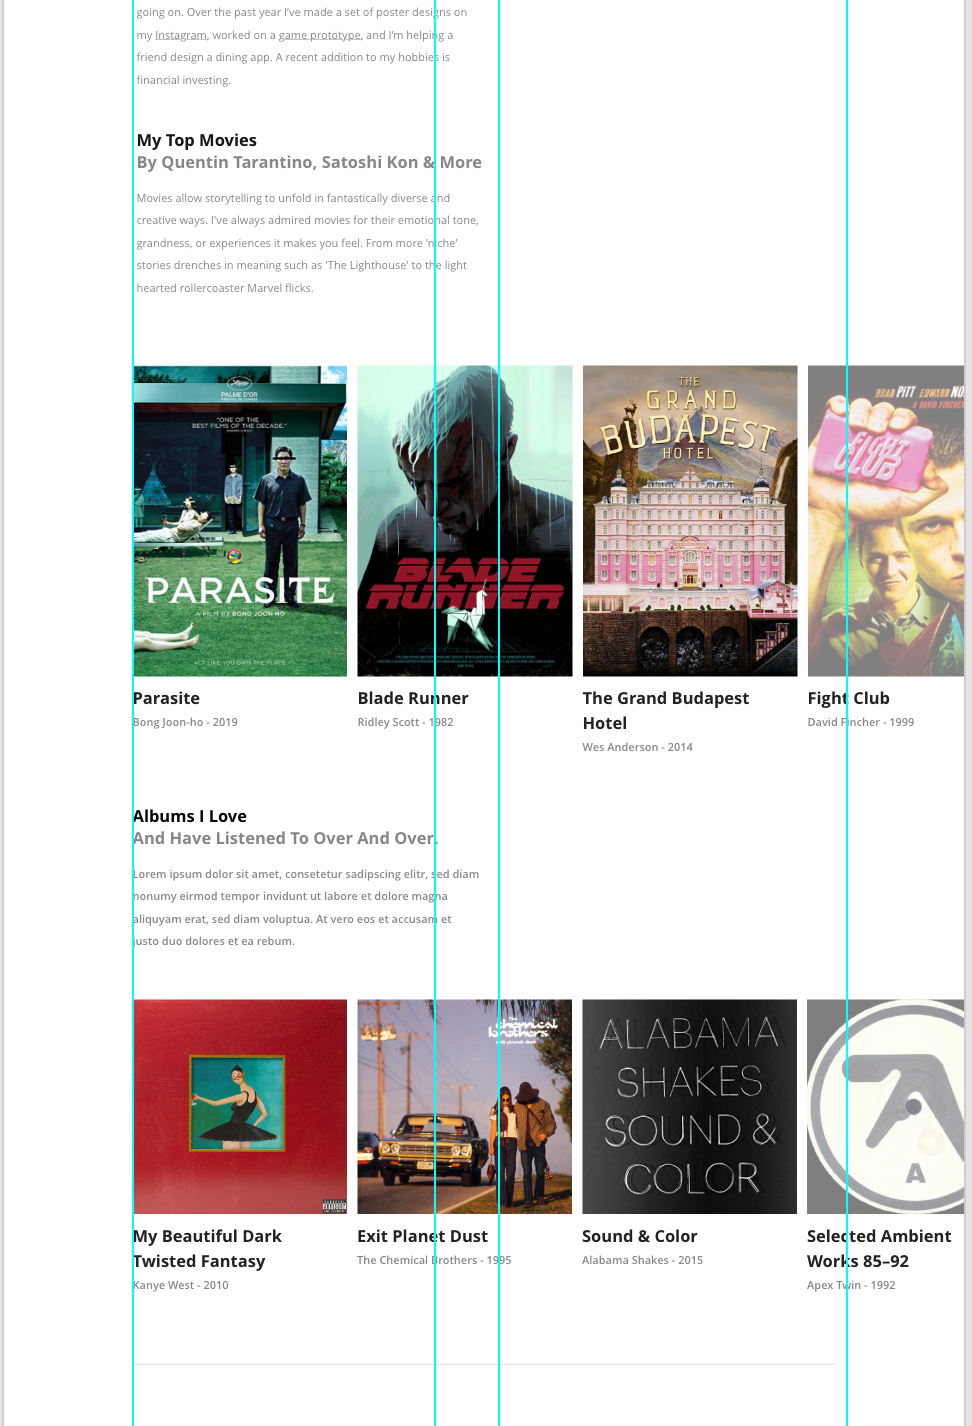 going on. Over the past year I've made a set of poster designs on
my Instagram, worked on a game prototype, and I'm helping a
friend design a dining app. A recent addition to my hobbies is
financial investing.
My Top Movies
By Quentin Tarantino, Satoshi Kon & More
Movies allow storytelling to unfold in fantastically diverse and
creative ways. I've always admired movies for their emotional tone,
grandness, or experiences it makes you feel. From more 'niche'
stories drenches in meaning such as 'The Lighthouse' to the light
hearted rollercoaster Marvel flicks.
PALME D'OR
"ONE OF THE
BEST FILMS OF THE DECADE."
PARASITE
A FILM BY BONG JOON HO
ACT LIKE YOU OWN THE PLACE
BLADE
RUNNER
THE
GRAND
BUDAPEST
HOTEL
BRAD PITT EDWARD NO
A DAVID FINCHE
FIGHT
CLUB
Parasite
Bong Joon-ho - 2019
Blade Runner
Ridley Scott - 1982
The Grand Budapest
Hotel
Wes Anderson - 2014
Fight Club
David Fincher - 1999
Albums I Love
And Have Listened To Over And Over.
Lorem ipsum dolor sit amet, consetetur sadipscing elitr, sed diam
nonumy eirmod tempor invidunt ut labore et dolore magna
aliquyam erat, sed diam voluptua. At vero eos et accusam et
justo duo dolores et ea rebum.
the
chemical
brothers
exit planet dust
ALABAMA
SHAKES
SOUND &
COLOR
A
My Beautiful Dark
Twisted Fantasy
Kanye West - 2010
Exit Planet Dust
The Chemical Brothers - 1995
Sound & Color
Alabama Shakes - 2015
Selected Ambient
Works 85–92
Apex Twin - 1992